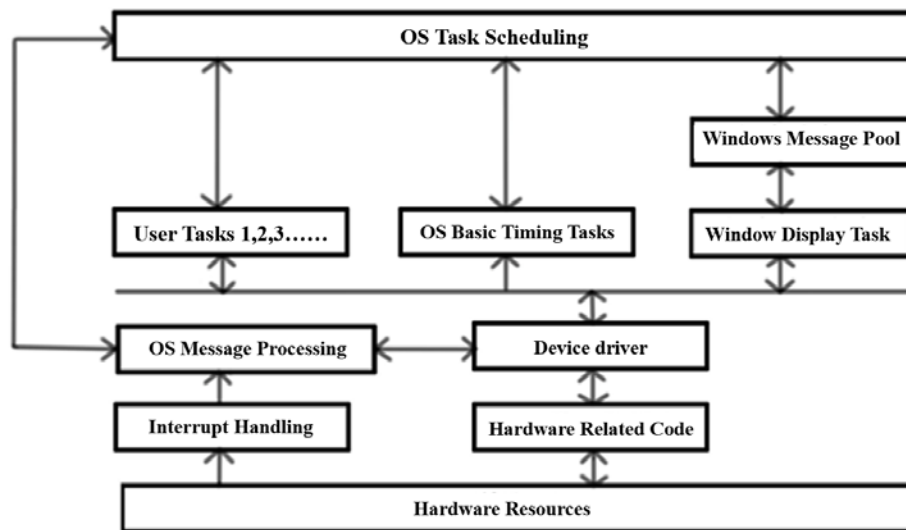 OS Task Scheduling
Windows Message Pool
User Tasks 1,2,3……
OS Basic Timing Tasks
Window Display Task
OS Message Processing
Device driver
Interrupt Handling
Hardware Related Code
Hardware Resources